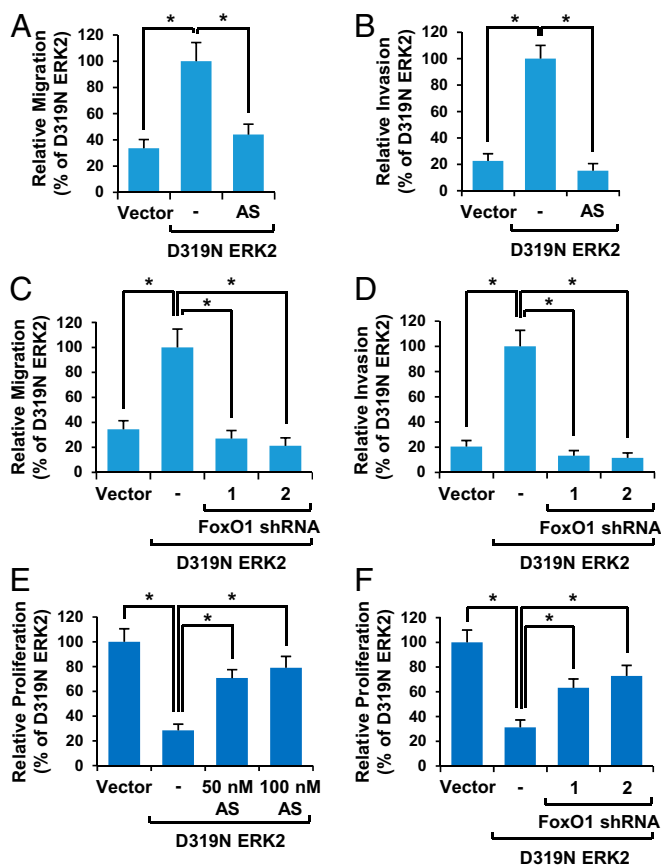 A
Relative Migration
(% of D319N ERK2)
120
100
80
60
40
20
0
* *
Vector - AS
D319N ERK2
B
Relative Invasion
(% of D319N ERK2)
120
100
80
60
40
20
0
* *
Vector - AS
D319N ERK2
C
Relative Migration
(% of D319N ERK2)
120
100
80
60
40
20
0
* *
*
Vector - 1 2
FoxO1 shRNA
D319N ERK2
D
Relative Invasion
(% of D319N ERK2)
120
100
80
60
40
20
0
* *
*
Vector - 1 2
FoxO1 shRNA
D319N ERK2
E
Relative Proliferation
(% of D319N ERK2)
120
100
80
60
40
20
0
* *
*
Vector - 50 nM 100 nM
AS AS
D319N ERK2
F
Relative Proliferation
(% of D319N ERK2)
120
100
80
60
40
20
0
* *
*
Vector - 1 2
FoxO1 shRNA
D319N ERK2